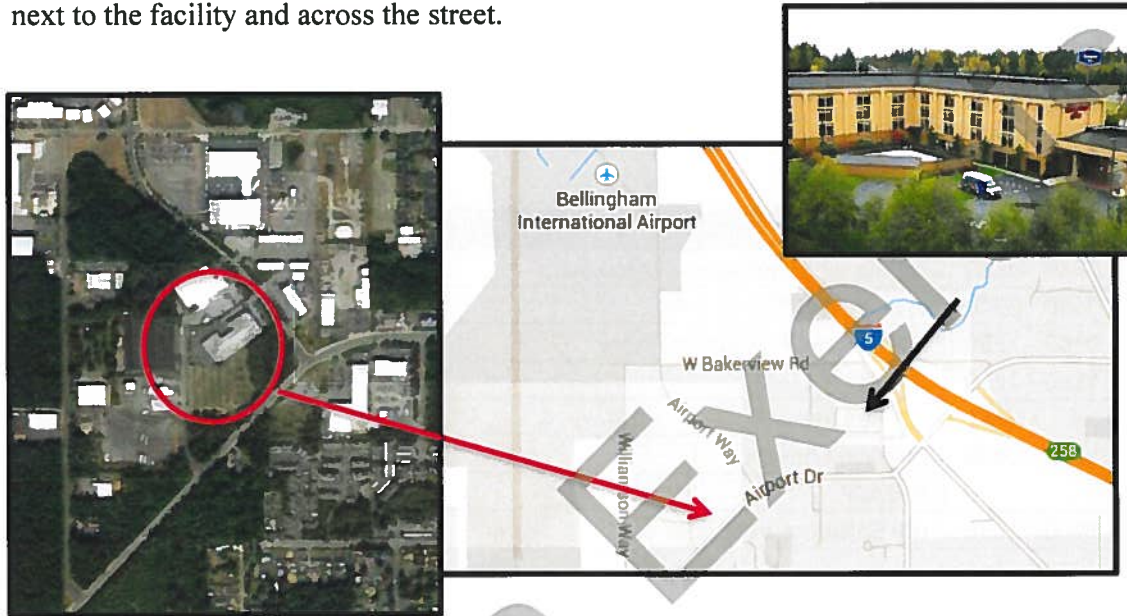 next to the facility and across the street.
Bellingham
International Airport
5
W Bakerview Rd
Airport Way
258
Airport Dr
Williamson Way